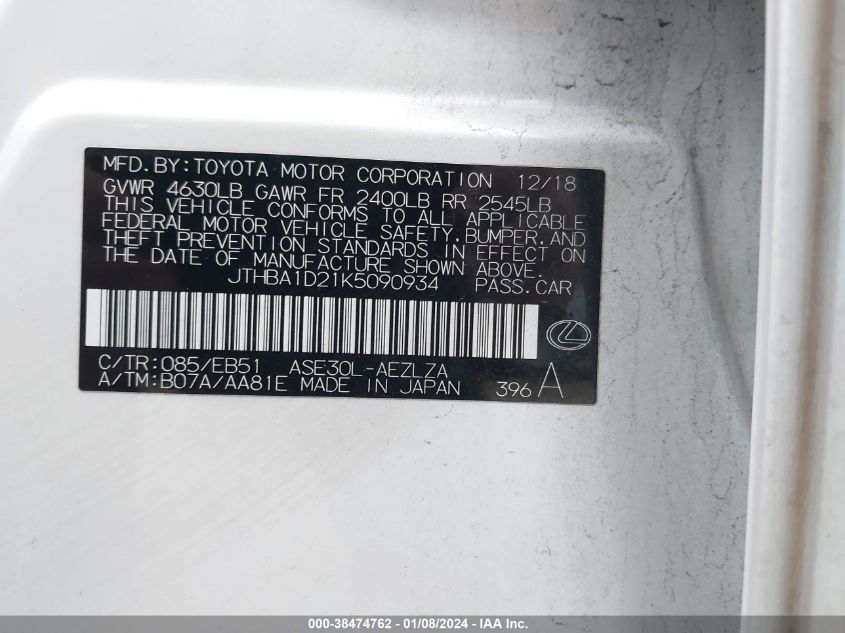 MFD.BY:TOYOTA MOTOR CORPORATION 12/18
GVWR 4630LB GAWR FR 2400LB RR 2545LB
THIS VEHICLE CONFORMS TO ALL APPLICABLE
FEDERAL MOTOR VEHICLE SAFETY,BUMPER,AND
THEFT PREVENTION STANDARDS IN EFFECT ON
THE DATE OF MANUFACTURE SHOWN ABOVE.
JTHBA1D21K5090934 PASS.CAR
C/TR:085/EB51 ASE30L-AEZLZA
A/TM:B07A/AA81E MADE IN JAPAN 396 A
000-38474762 - 01/08/2024 - IAA Inc.